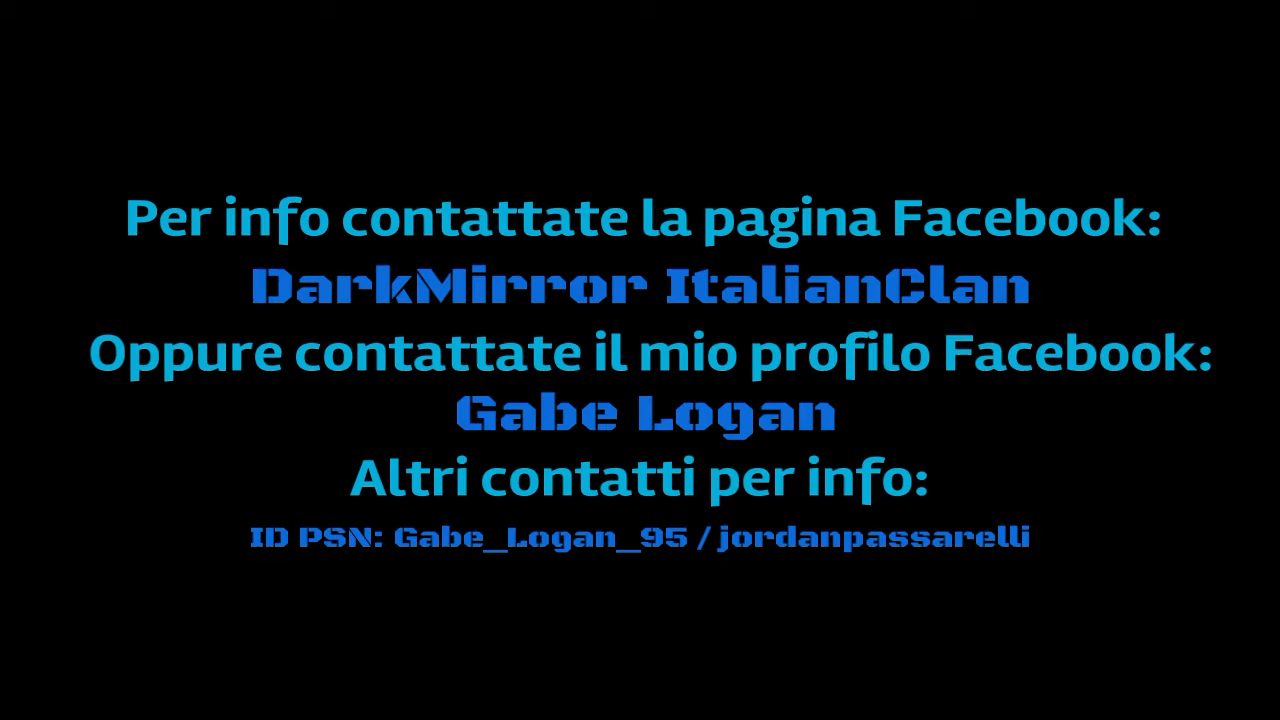 Per info contattate la pagina Facebook:
DarkMirror ItalianClan
Oppure contattate il mio profilo Facebook:
Gabe Logan
Altri contatti per info:
ID PSN: Gabe_Logan_95 / jordanpassarelli